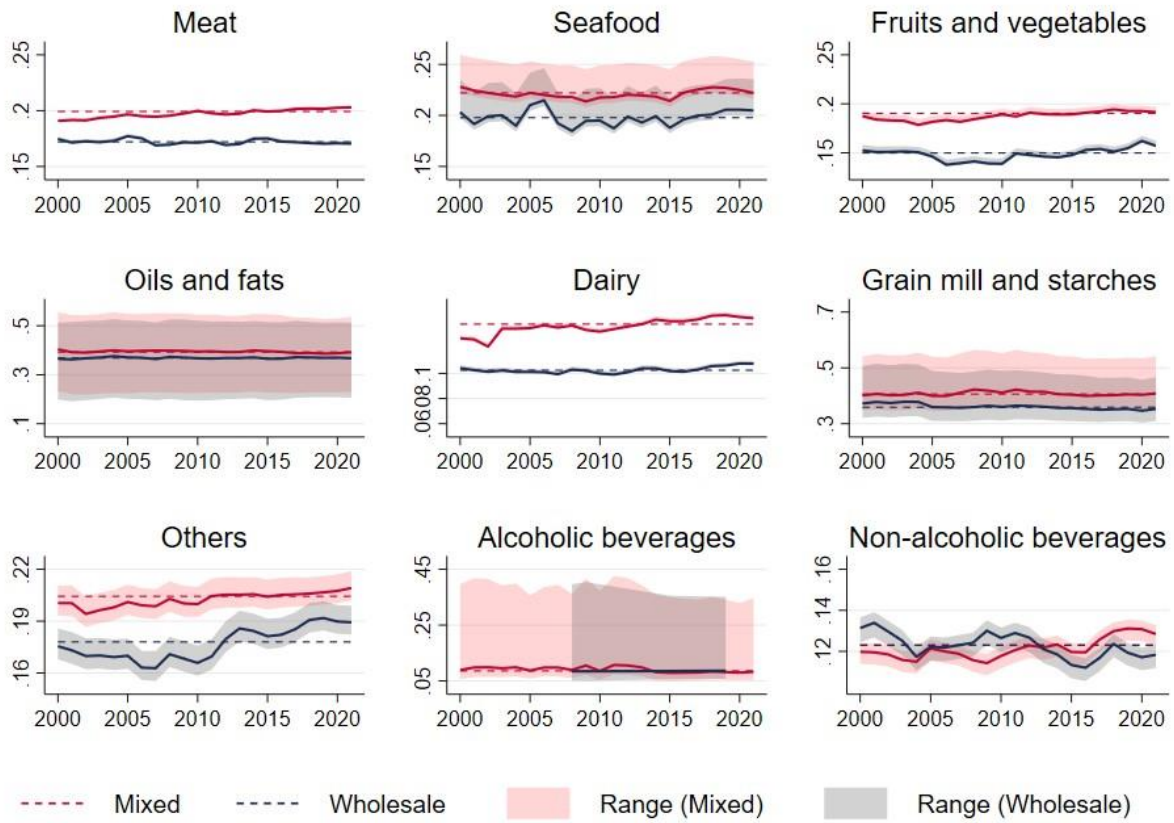 Meat
Seafood
Fruits and vegetables
.25
.2
.15
2000 2005 2010 2015 2020
.25
.2
.15
2000 2005 2010 2015 2020
.2
.15
2000 2005 2010 2015 2020
Oils and fats
Dairy
Grain mill and starches
.5
.3
.1
2000 2005 2010 2015 2020
.0608.1
2000 2005 2010 2015 2020
.7
.5
.3
2000 2005 2010 2015 2020
Others
Alcoholic beverages
Non-alcoholic beverages
.22
.19
.16
2000 2005 2010 2015 2020
.45
.25
.05
2000 2005 2010 2015 2020
.16
.14
.12
2000 2005 2010 2015 2020
Mixed
Wholesale
Range (Mixed)
Range (Wholesale)